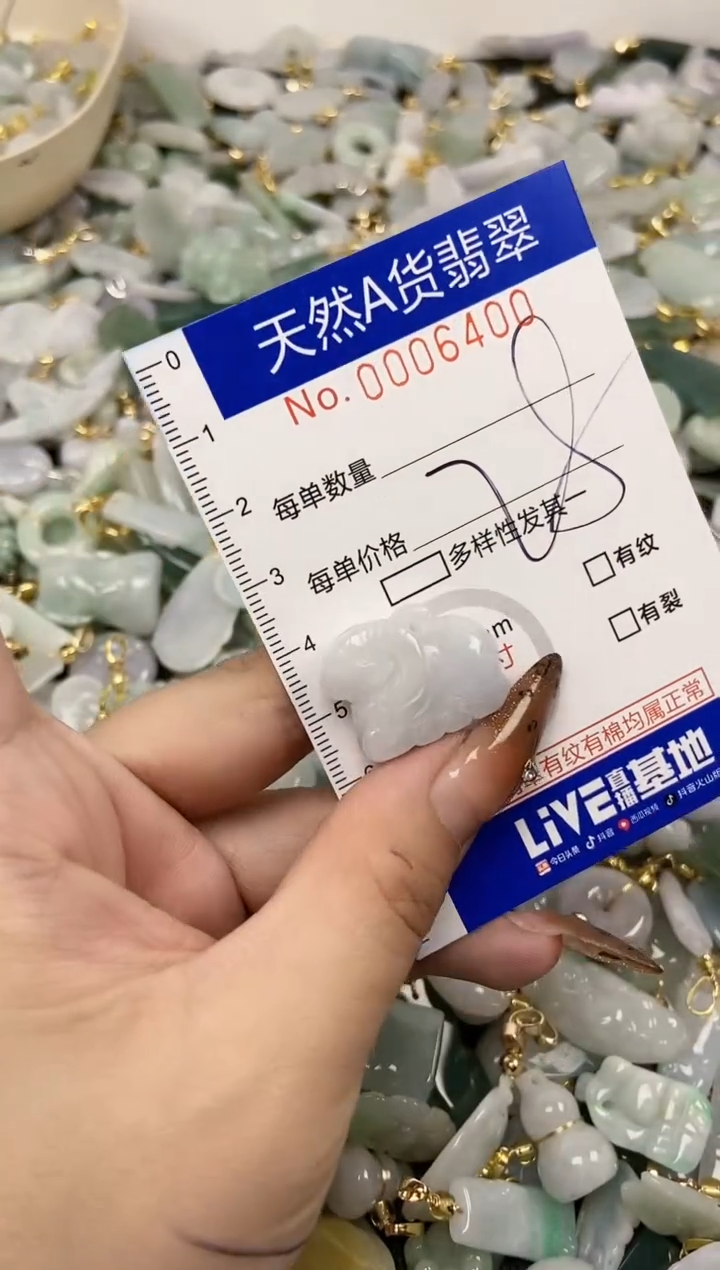 天然A货翡翠
No.0006400
0
1
每单数量
2
每单价格
3
多样性发其一
有纹
4
m
有裂
寸
5
有纹有棉均属正常
LiVE直播基地
今日头条 抖音 西瓜视频 抖音火山版